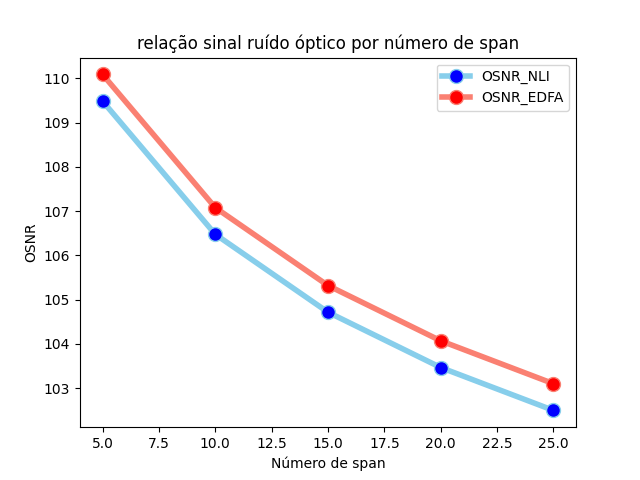 relação sinal ruído óptico por número de span
OSNR_NLI
OSNR_EDFA
110
109
108
107
106
105
104
103
OSNR
5.0 7.5 10.0 12.5 15.0 17.5 20.0 22.5 25.0
Número de span